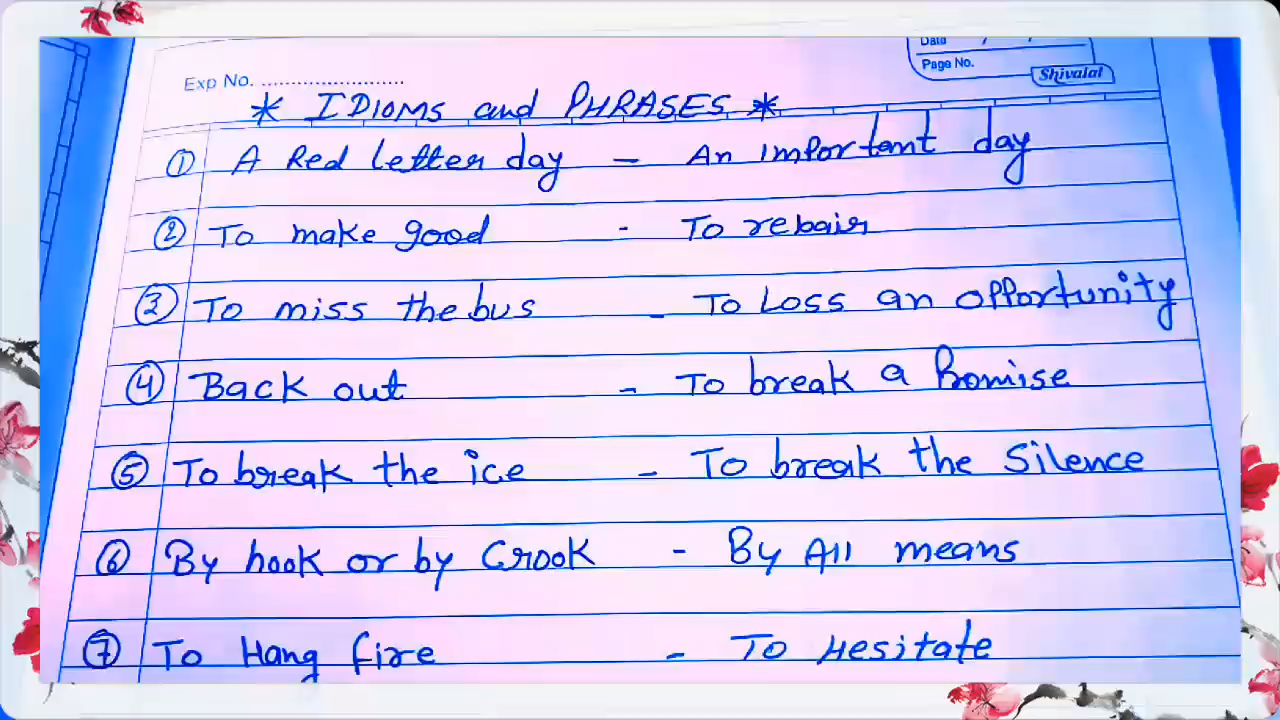 Data / /
Page No.
Shivalal
Exp No. ........................
* IDIOMS and PHRASES *
① A Red letter day - An important day
② To make good - To rebair
③ To miss the bus - To Loss an opportunity
④ Back out - To break a Promise
⑤ To break the ice - To break the Silence
⑥ By hook or by Crook - By All means
⑦ To Hang fire - To Hesitate